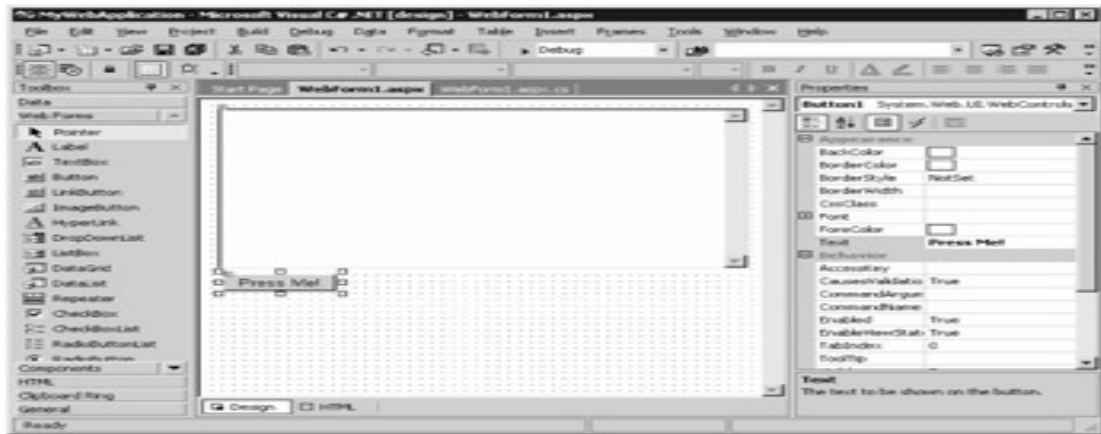 MyWebApplication - Microsoft Visual C# .NET [design] - WebForm1.aspx
File Edit View Project Build Debug Data Format Table Insert Frames Tools Window Help
Debug
Toolbox
Data
Web Forms
Pointer
Label
TextBox
Button
LinkButton
ImageButton
HyperLink
DropDownList
ListBox
DataGrid
DataList
Repeater
CheckBox
CheckBoxList
RadioButtonList
RadioButton
Components
HTML
Clipboard Ring
General
Start Page WebForm1.aspx WebForm1.aspx.cs
Press Me!
Design HTML
Properties
Button1 System.Web.UI.WebControls
Appearance
BackColor
BorderColor
BorderStyle NotSet
BorderWidth
CssClass
Font
ForeColor
Text Press Me!
Behavior
AccessKey
CausesValidatio True
CommandArgum
CommandName
Enabled True
EnableViewStat True
TabIndex 0
ToolTip
Text
The text to be shown on the button.
Ready